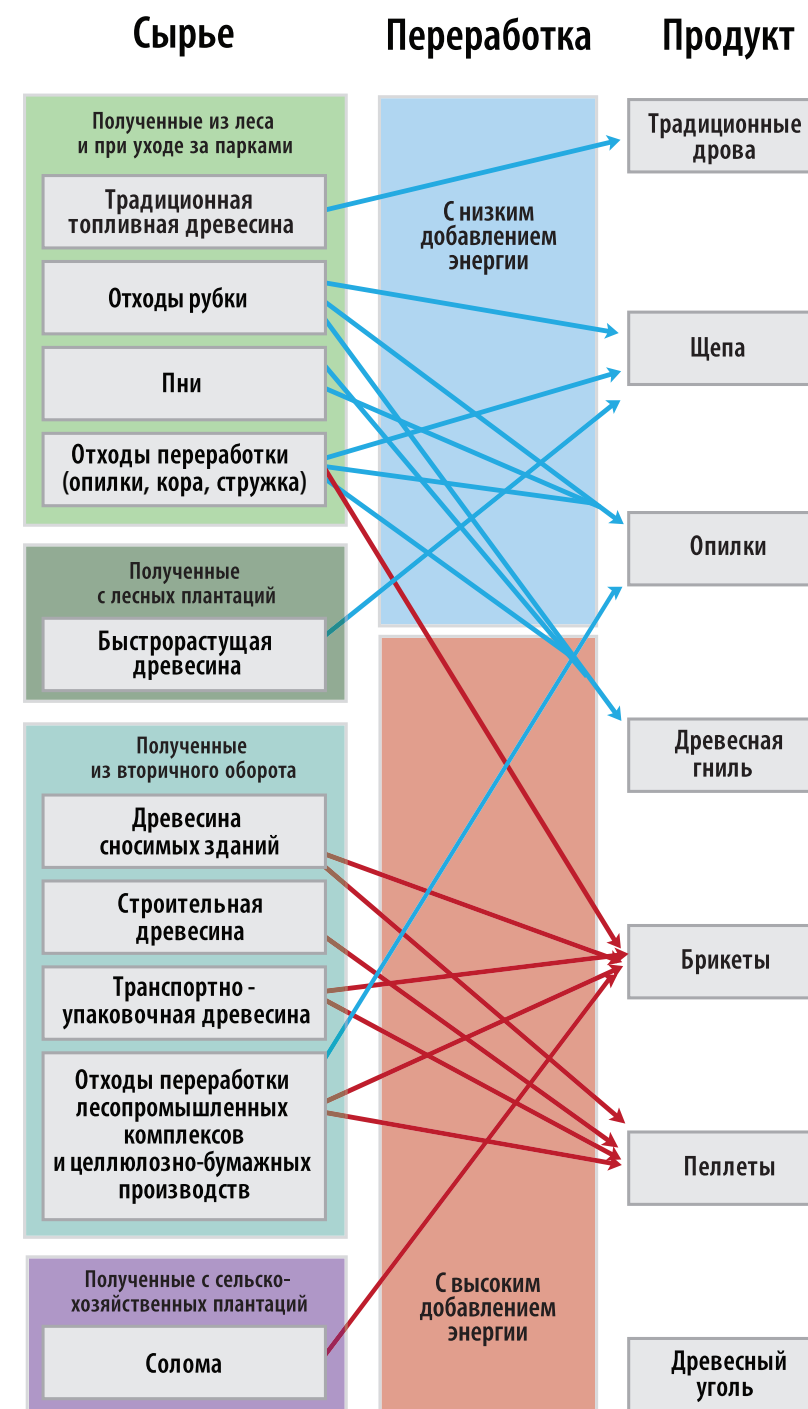 Сырье
Переработка
Продукт
Полученные из леса
и при уходе за парками
Традиционная
топливная древесина
Отходы рубки
Пни
Отходы переработки
(опилки, кора, стружка)
Полученные
с лесных плантаций
Быстрорастущая
древесина
Полученные
из вторичного оборота
Древесина
сносимых зданий
Строительная
древесина
Транспортно -
упаковочная древесина
Отходы переработки
лесопромышленных
комплексов
и целлюлозно-бумажных
производств
Полученные с сельско-
хозяйственных плантаций
Солома
С низким
добавлением
энергии
С высоким
добавлением
энергии
Традиционные
дрова
Щепа
Опилки
Древесная
гниль
Брикеты
Пеллеты
Древесный
уголь